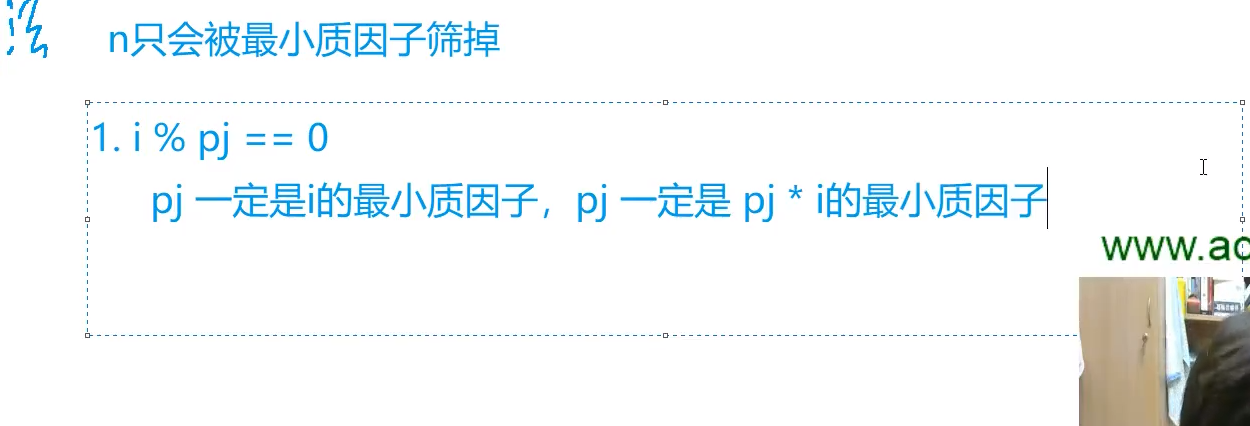 n只会被最小质因子筛掉
1. i % pj == 0
pj 一定是i的最小质因子，pj 一定是 pj * i的最小质因子
www.ac